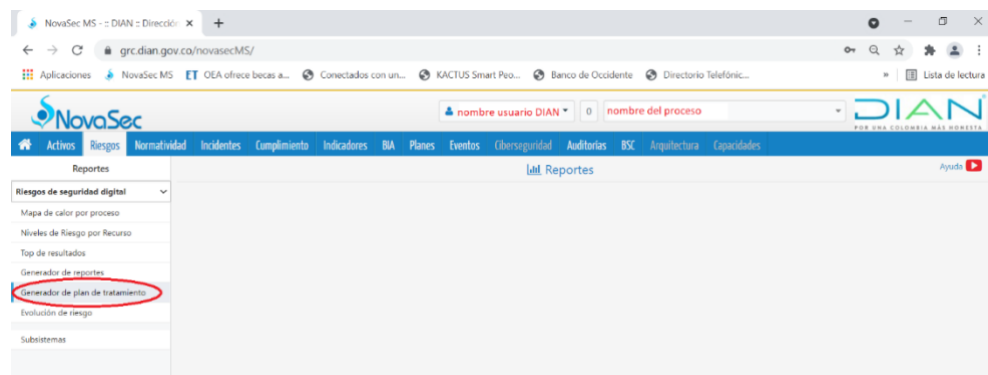 NovaSec MS - :: DIAN :: Direcció
grc.dian.gov.co/novasecMS/
Aplicaciones NovaSec MS OEA ofrece becas a... Conectados con un... KACTUS Smart Peo... Banco de Occidente Directorio Telefónic... » Lista de lectura
NovaSec nombre usuario DIAN 0 nombre del proceso DIAN
POR UNA COLOMBIA MÁS HONESTA
Activos Riesgos Normatividad Incidentes Cumplimiento Indicadores BIA Planes Eventos Ciberseguridad Auditorias BSC Arquitectura Capacidades
Reportes Reportes Ayuda
Riesgos de seguridad digital
Mapa de calor por proceso
Niveles de Riesgo por Recurso
Top de resultados
Generador de reportes
Generador de plan de tratamiento
Evolución de riesgo
Subsistemas